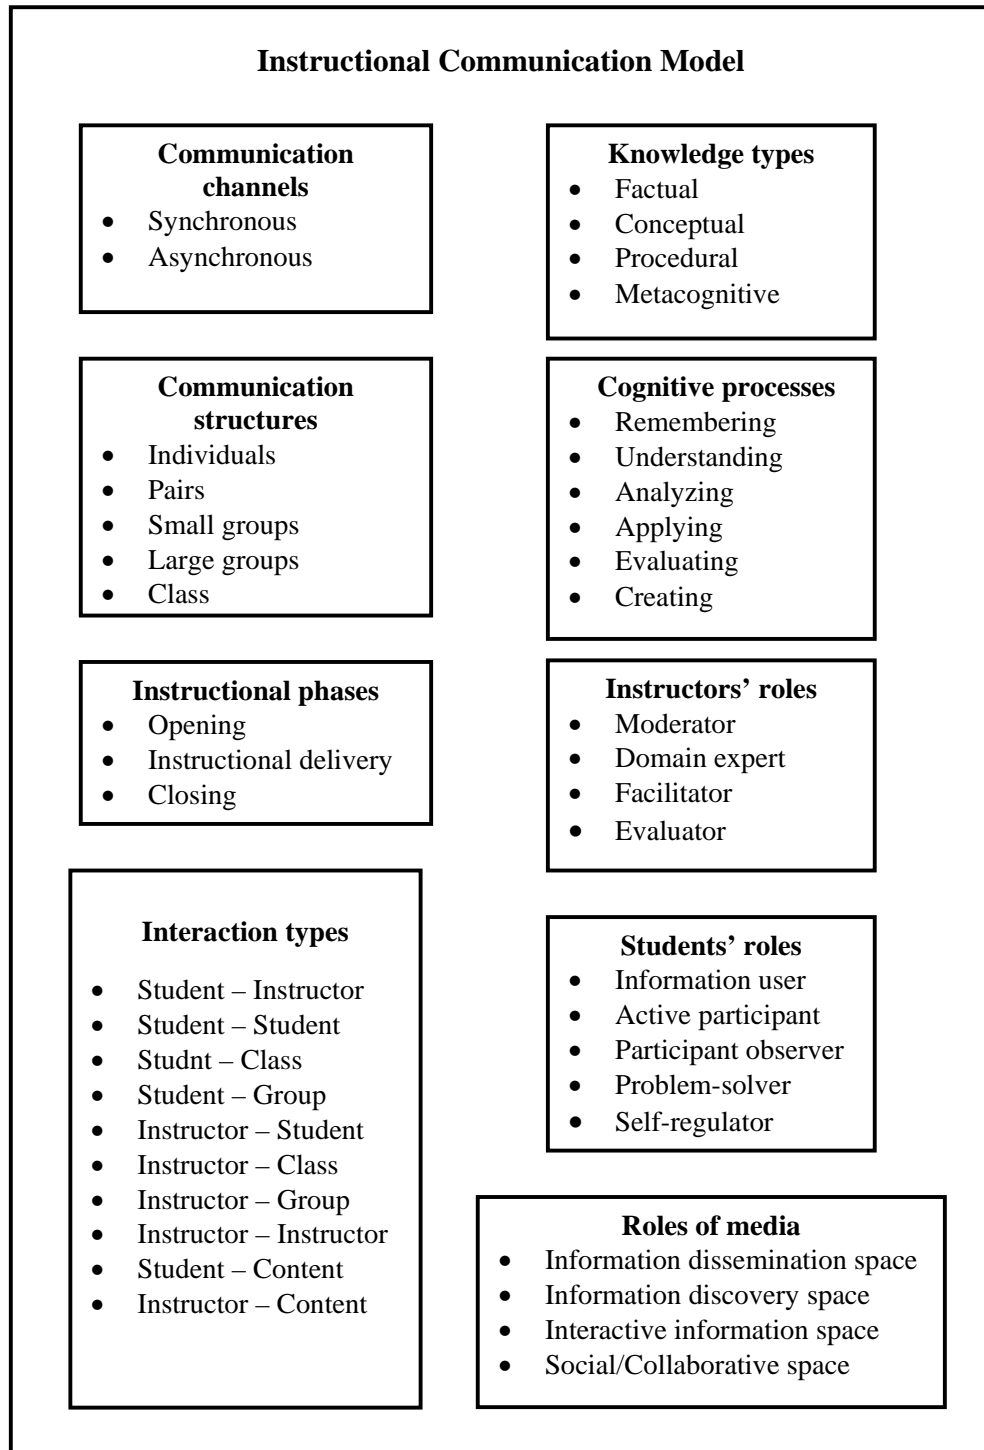 Instructional Communication Model
Communication
channels
• Synchronous
• Asynchronous
Communication
structures
• Individuals
• Pairs
• Small groups
• Large groups
• Class
Instructional phases
• Opening
• Instructional delivery
• Closing
Interaction types
• Student – Instructor
• Student – Student
• Studnt – Class
• Student – Group
• Instructor – Student
• Instructor – Class
• Instructor – Group
• Instructor – Instructor
• Student – Content
• Instructor – Content
Knowledge types
• Factual
• Conceptual
• Procedural
• Metacognitive
Cognitive processes
• Remembering
• Understanding
• Analyzing
• Applying
• Evaluating
• Creating
Instructors’ roles
• Moderator
• Domain expert
• Facilitator
• Evaluator
Students’ roles
• Information user
• Active participant
• Participant observer
• Problem-solver
• Self-regulator
Roles of media
• Information dissemination space
• Information discovery space
• Interactive information space
• Social/Collaborative space